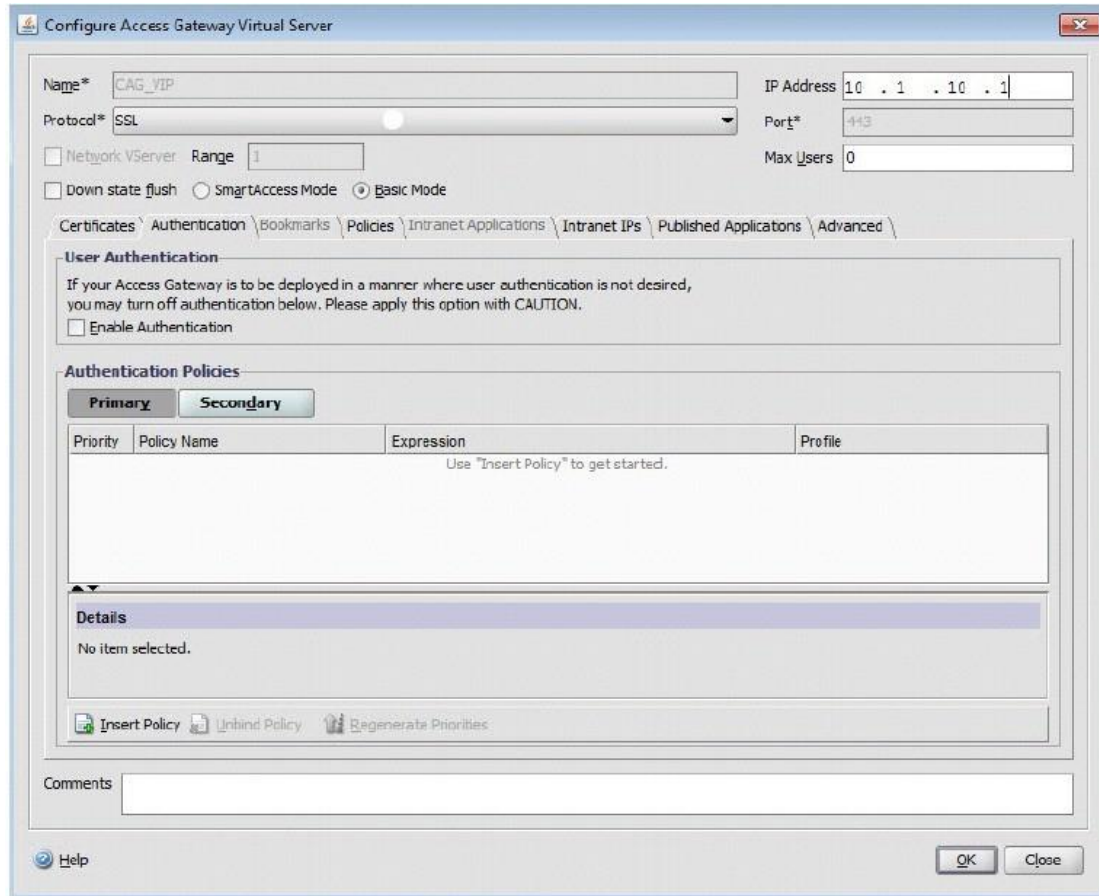 Configure Access Gateway Virtual Server
Name* CAG_VIP IP Address 10 . 1 . 10 . 1
Protocol* SSL Port* 443
Network VServer Range 1 Max Users 0
Down state flush SmartAccess Mode Basic Mode
Certificates Authentication Bookmarks Policies Intranet Applications Intranet IPs Published Applications Advanced
User Authentication
If your Access Gateway is to be deployed in a manner where user authentication is not desired,
you may turn off authentication below. Please apply this option with CAUTION.
Enable Authentication
Authentication Policies
Primary Secondary
Priority Policy Name Expression Profile
Use "Insert Policy" to get started.
Details
No item selected.
Insert Policy Unbind Policy Regenerate Priorities
Comments
Help OK Close